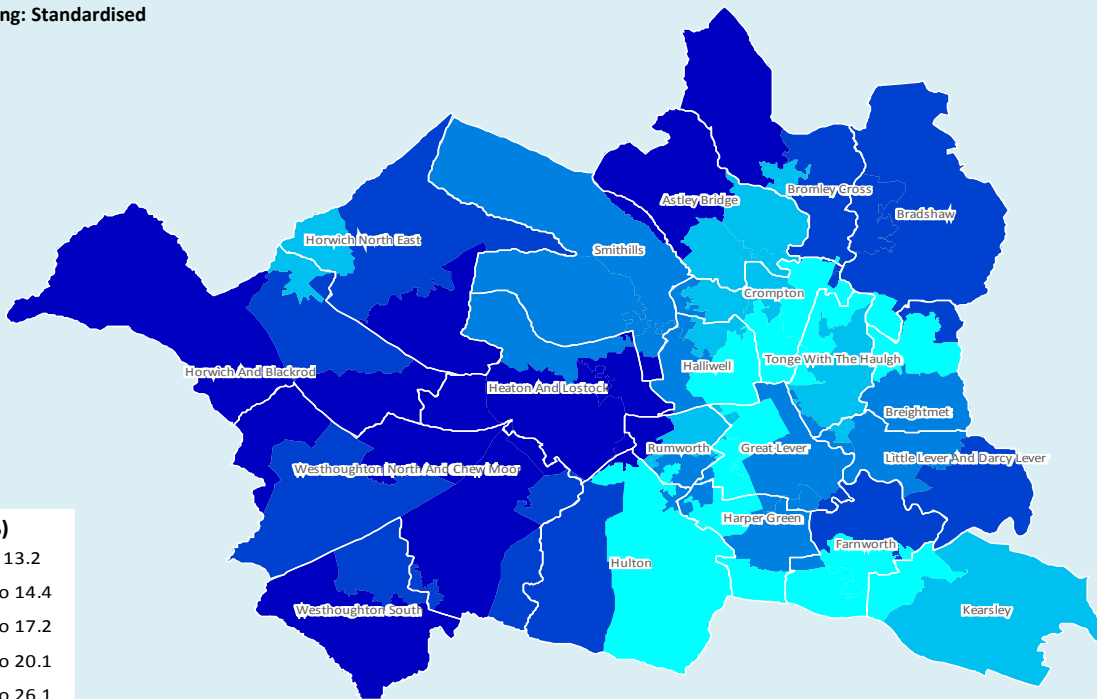 ng: Standardised
Astley Bridge
Bromley Cross
Bradshaw
Horwich North East
Smithills
Crompton
Horwich And Blackrod
Heaton And Lostock
Halliwell
Tonge With The Haulgh
Breightmet
Westhoughton North And Chew Moor
Rumworth
Great Lever
Little Lever And Darcy Lever
Harper Green
Farnworth
Hulton
Westhoughton South
Kearsley
)
13.2
o 14.4
o 17.2
o 20.1
o 26.1